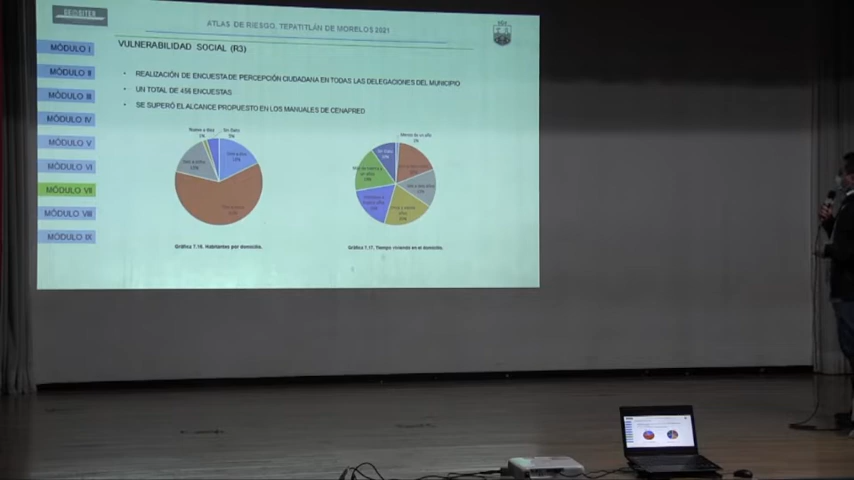 ATLAS DE RIESGO, TEPATITLÁN DE MORELOS 2021
VULNERABILIDAD SOCIAL (R3)
MÓDULO I
MÓDULO II
MÓDULO III
MÓDULO IV
MÓDULO V
MÓDULO VI
MÓDULO VII
MÓDULO VIII
MÓDULO IX
• REALIZACIÓN DE ENCUESTA DE PERCEPCIÓN CIUDADANA EN TODAS LAS DELEGACIONES DEL MUNICIPIO
• UN TOTAL DE 456 ENCUESTAS
• SE SUPERÓ EL ALCANCE PROPUESTO EN LOS MANUALES DE CENAPRED
Sin Dato
Menos de un año
Sin Dato
Gráfica 7.16. Habitantes por domicilio.
Gráfica 7.17. Tiempo viviendo en el domicilio.